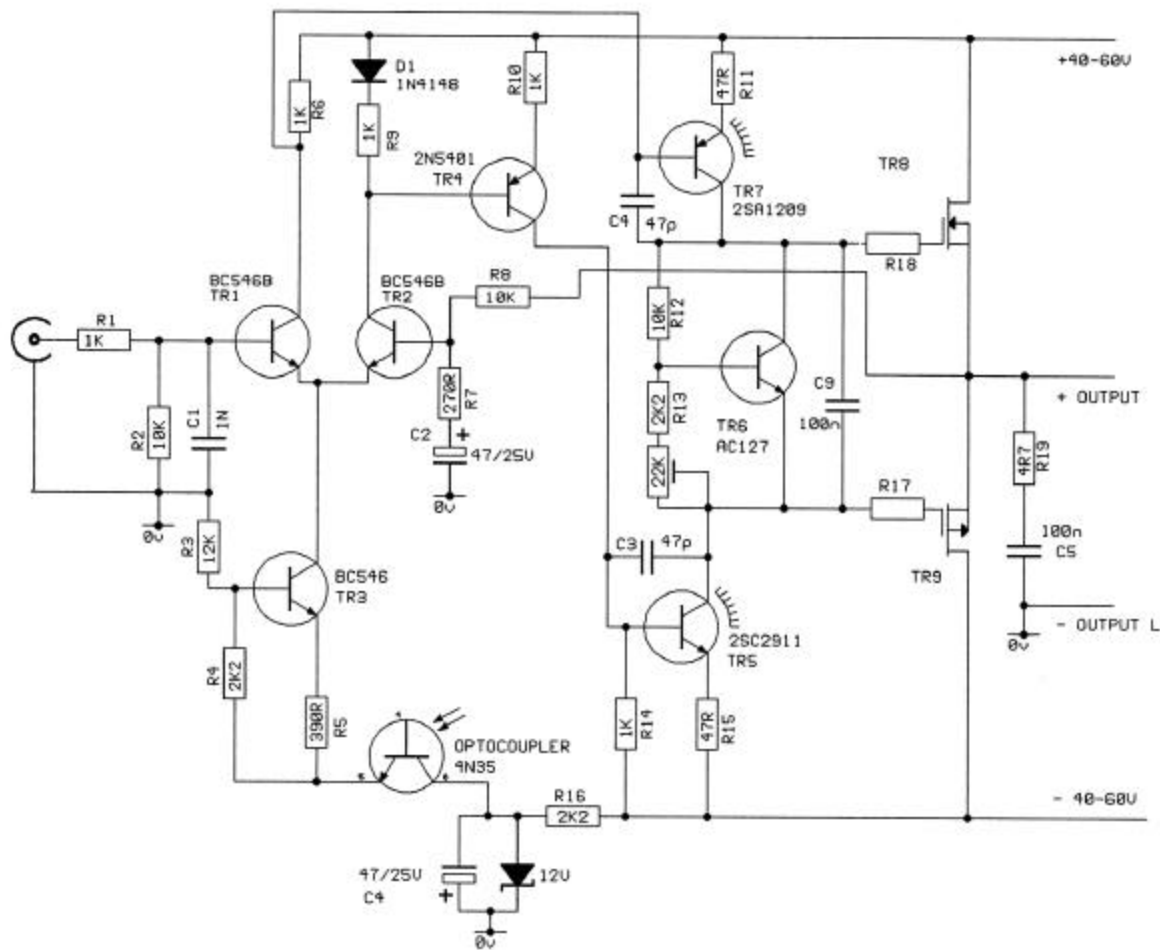 D1
1N4148
R10
1K
47R
R11
+40-60V
1K
R6
1K
R9
2N5401
TR4
TR8
TR7
2SA1209
C4
47p
R18
BC546B
TR1
BC546B
TR2
R8
10K
R1
1K
10K
R12
R2
10K
C1
1N
270R
R7
C2
+
47/25V
0v
2K2
R13
TR6
AC127
C9
100n
+ OUTPUT
22K
R17
4R7
R19
0v
R3
12K
C3
47p
100n
C5
TR9
BC546
TR3
2SC2911
TR5
- OUTPUT L
0v
R4
2K2
390R
R5
4
OPTOCOUPLER
4N35
5
6
1K
R14
47R
R15
R16
2K2
- 40-60V
47/25V
C4
+
12V
0v